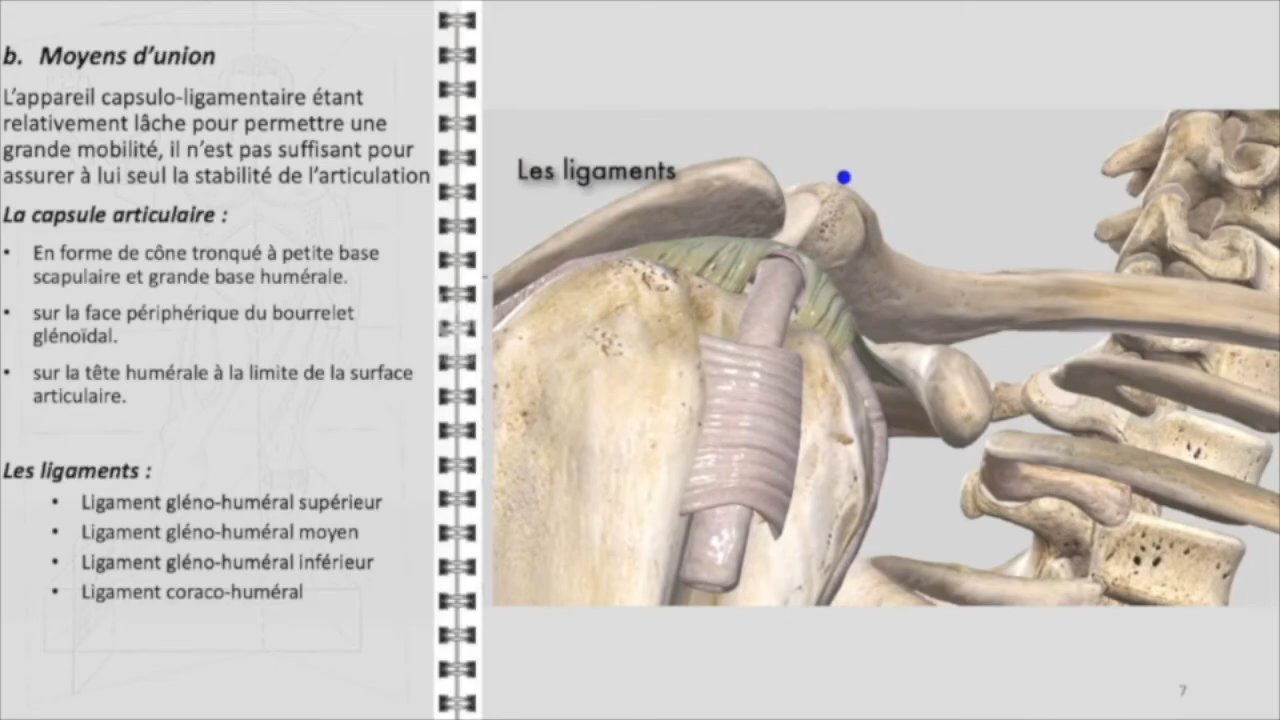 b. Moyens d’union
L’appareil capsulo-ligamentaire étant
relativement lâche pour permettre une
grande mobilité, il n’est pas suffisant pour
assurer à lui seul la stabilité de l’articulation
La capsule articulaire :
• En forme de cône tronqué à petite base
scapulaire et grande base humérale.
• sur la face périphérique du bourrelet
glénoïdal.
• sur la tête humérale à la limite de la surface
articulaire.
Les ligaments :
• Ligament gléno-huméral supérieur
• Ligament gléno-huméral moyen
• Ligament gléno-huméral inférieur
• Ligament coraco-huméral
Les ligaments
7